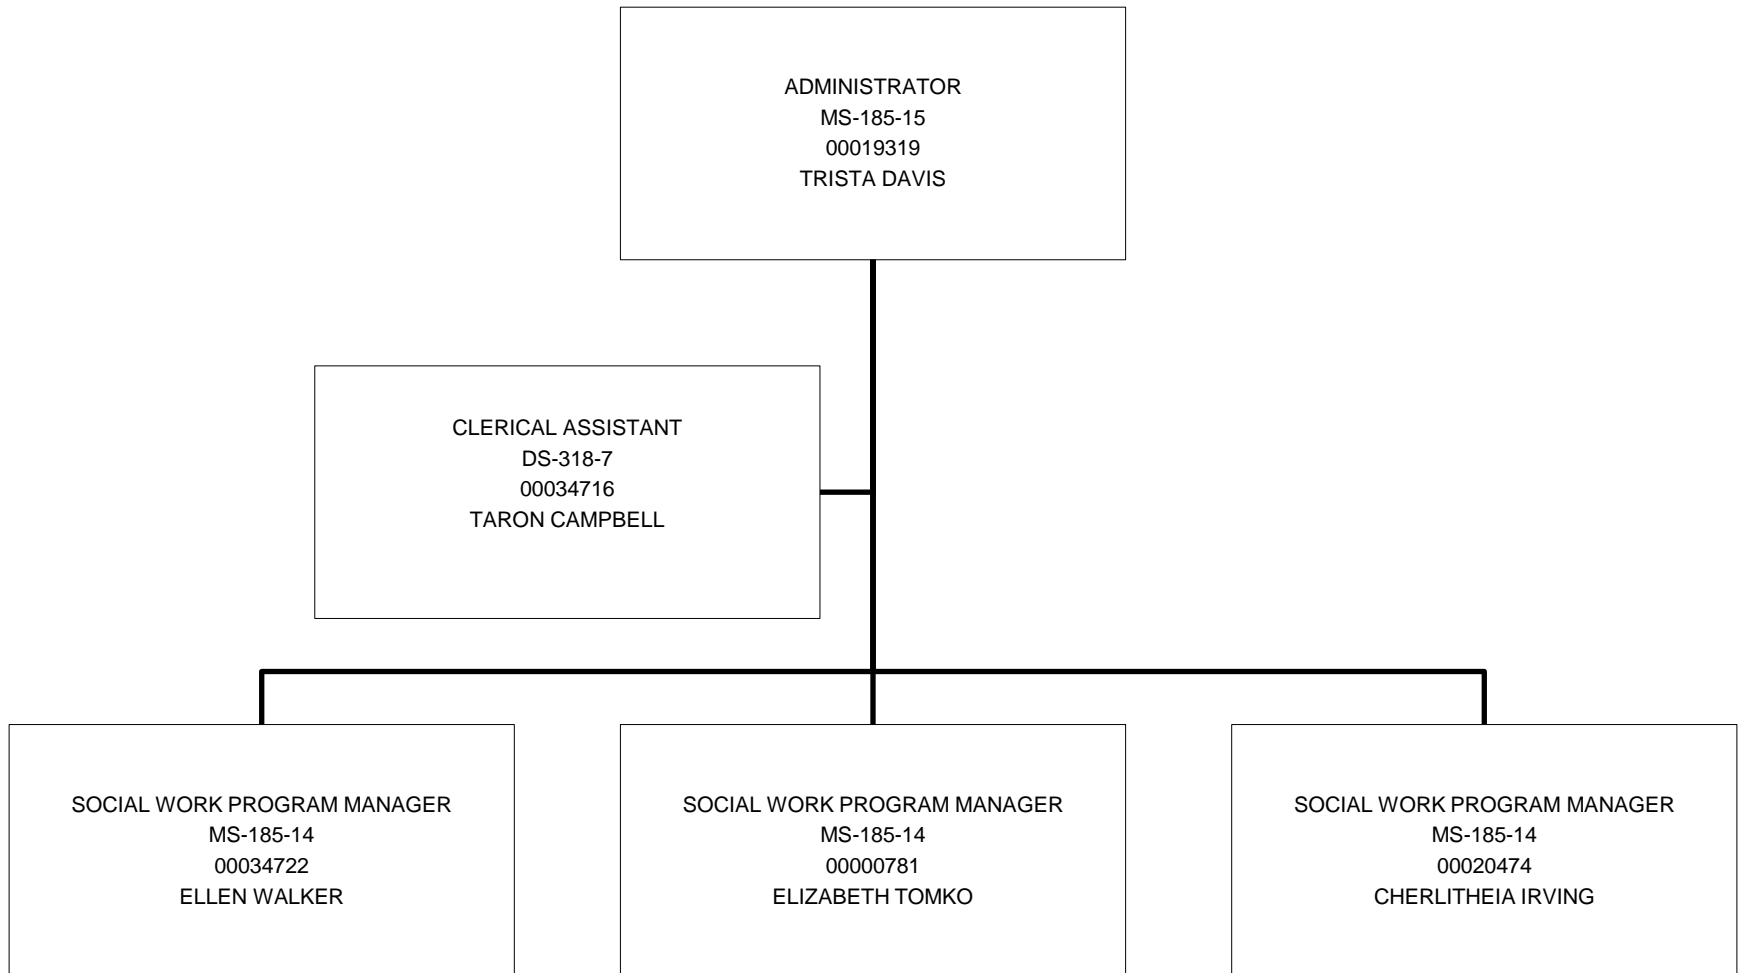 ADMINISTRATOR
MS-185-15
00019319
TRISTA DAVIS
CLERICAL ASSISTANT
DS-318-7
00034716
TARON CAMPBELL
SOCIAL WORK PROGRAM MANAGER
MS-185-14
00034722
ELLEN WALKER
SOCIAL WORK PROGRAM MANAGER
MS-185-14
00000781
ELIZABETH TOMKO
SOCIAL WORK PROGRAM MANAGER
MS-185-14
00020474
CHERLITHEIA IRVING